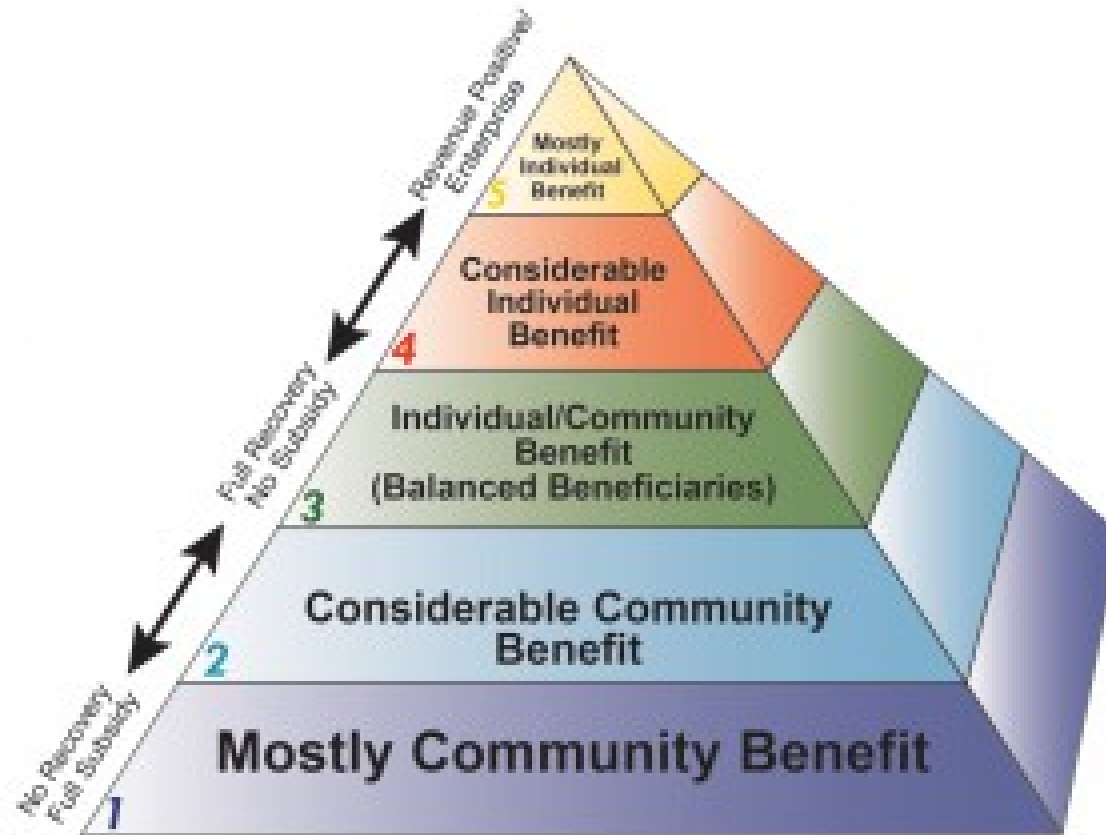 Revenue Positive/
Enterprise
Mostly
Individual
Benefit
5
Considerable
Individual
Benefit
4
Full Recovery
No Subsidy
Individual/Community
Benefit
(Balanced Beneficiaries)
3
Considerable Community
Benefit
2
No Recovery
Full Subsidy
Mostly Community Benefit
1